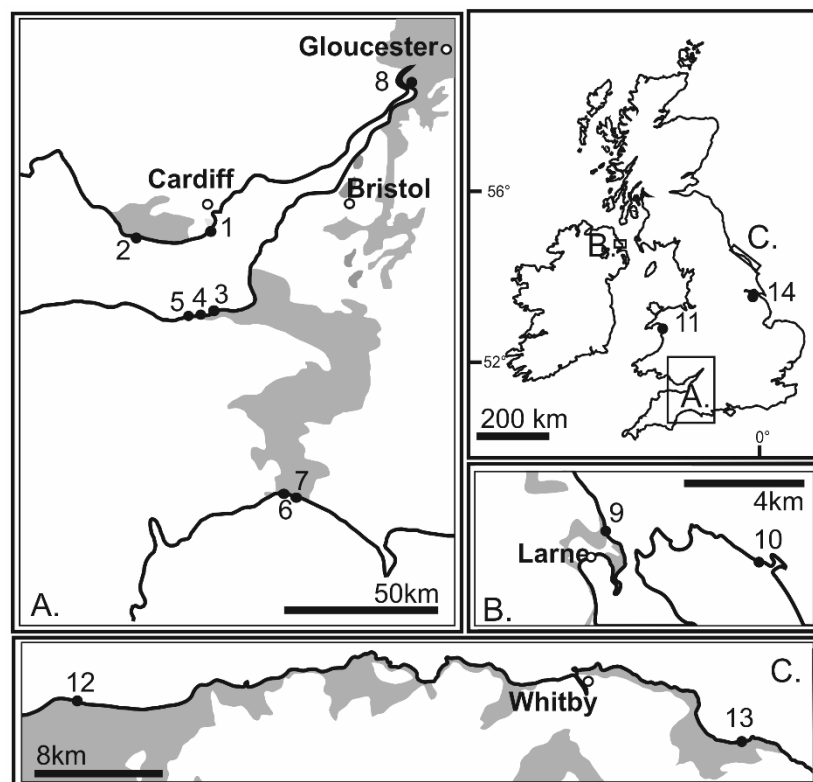 Gloucester
8
Cardiff
Bristol
1
2
5 4 3
7
6
50km
A.
56°
B.
C.
14
11
52°
A.
200 km
0°
4km
9
10
Larne
B.
C.
12
Whitby
13
8km